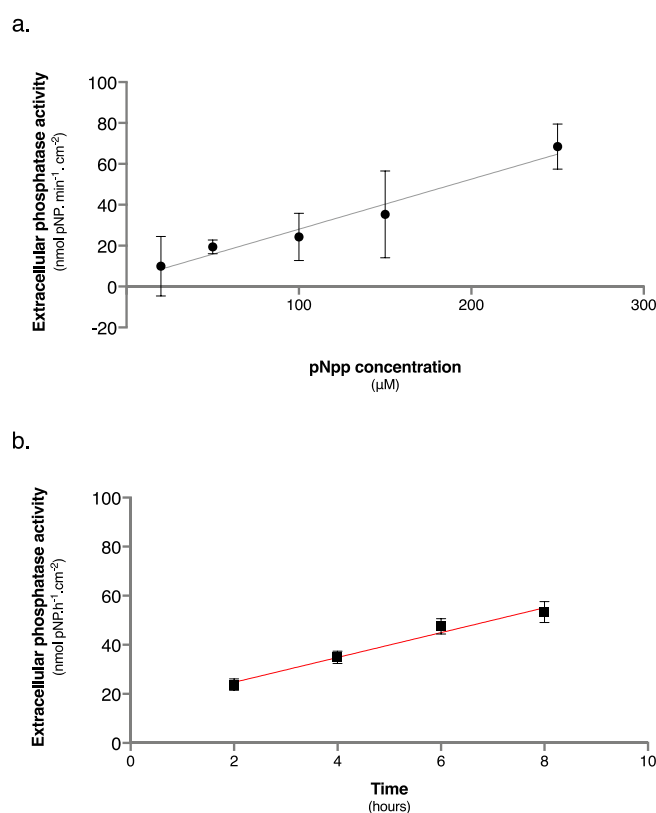 a.
Extracellular phosphatase activity
(nmol pNP. min⁻¹. cm⁻²)
100
80
60
40
20
0
-20
100
200
300
pNpp concentration
(µM)
b.
Extracellular phosphatase activity
(nmol pNP.h⁻¹.cm⁻²)
100
80
60
40
20
0
0
2
4
6
8
10
Time
(hours)